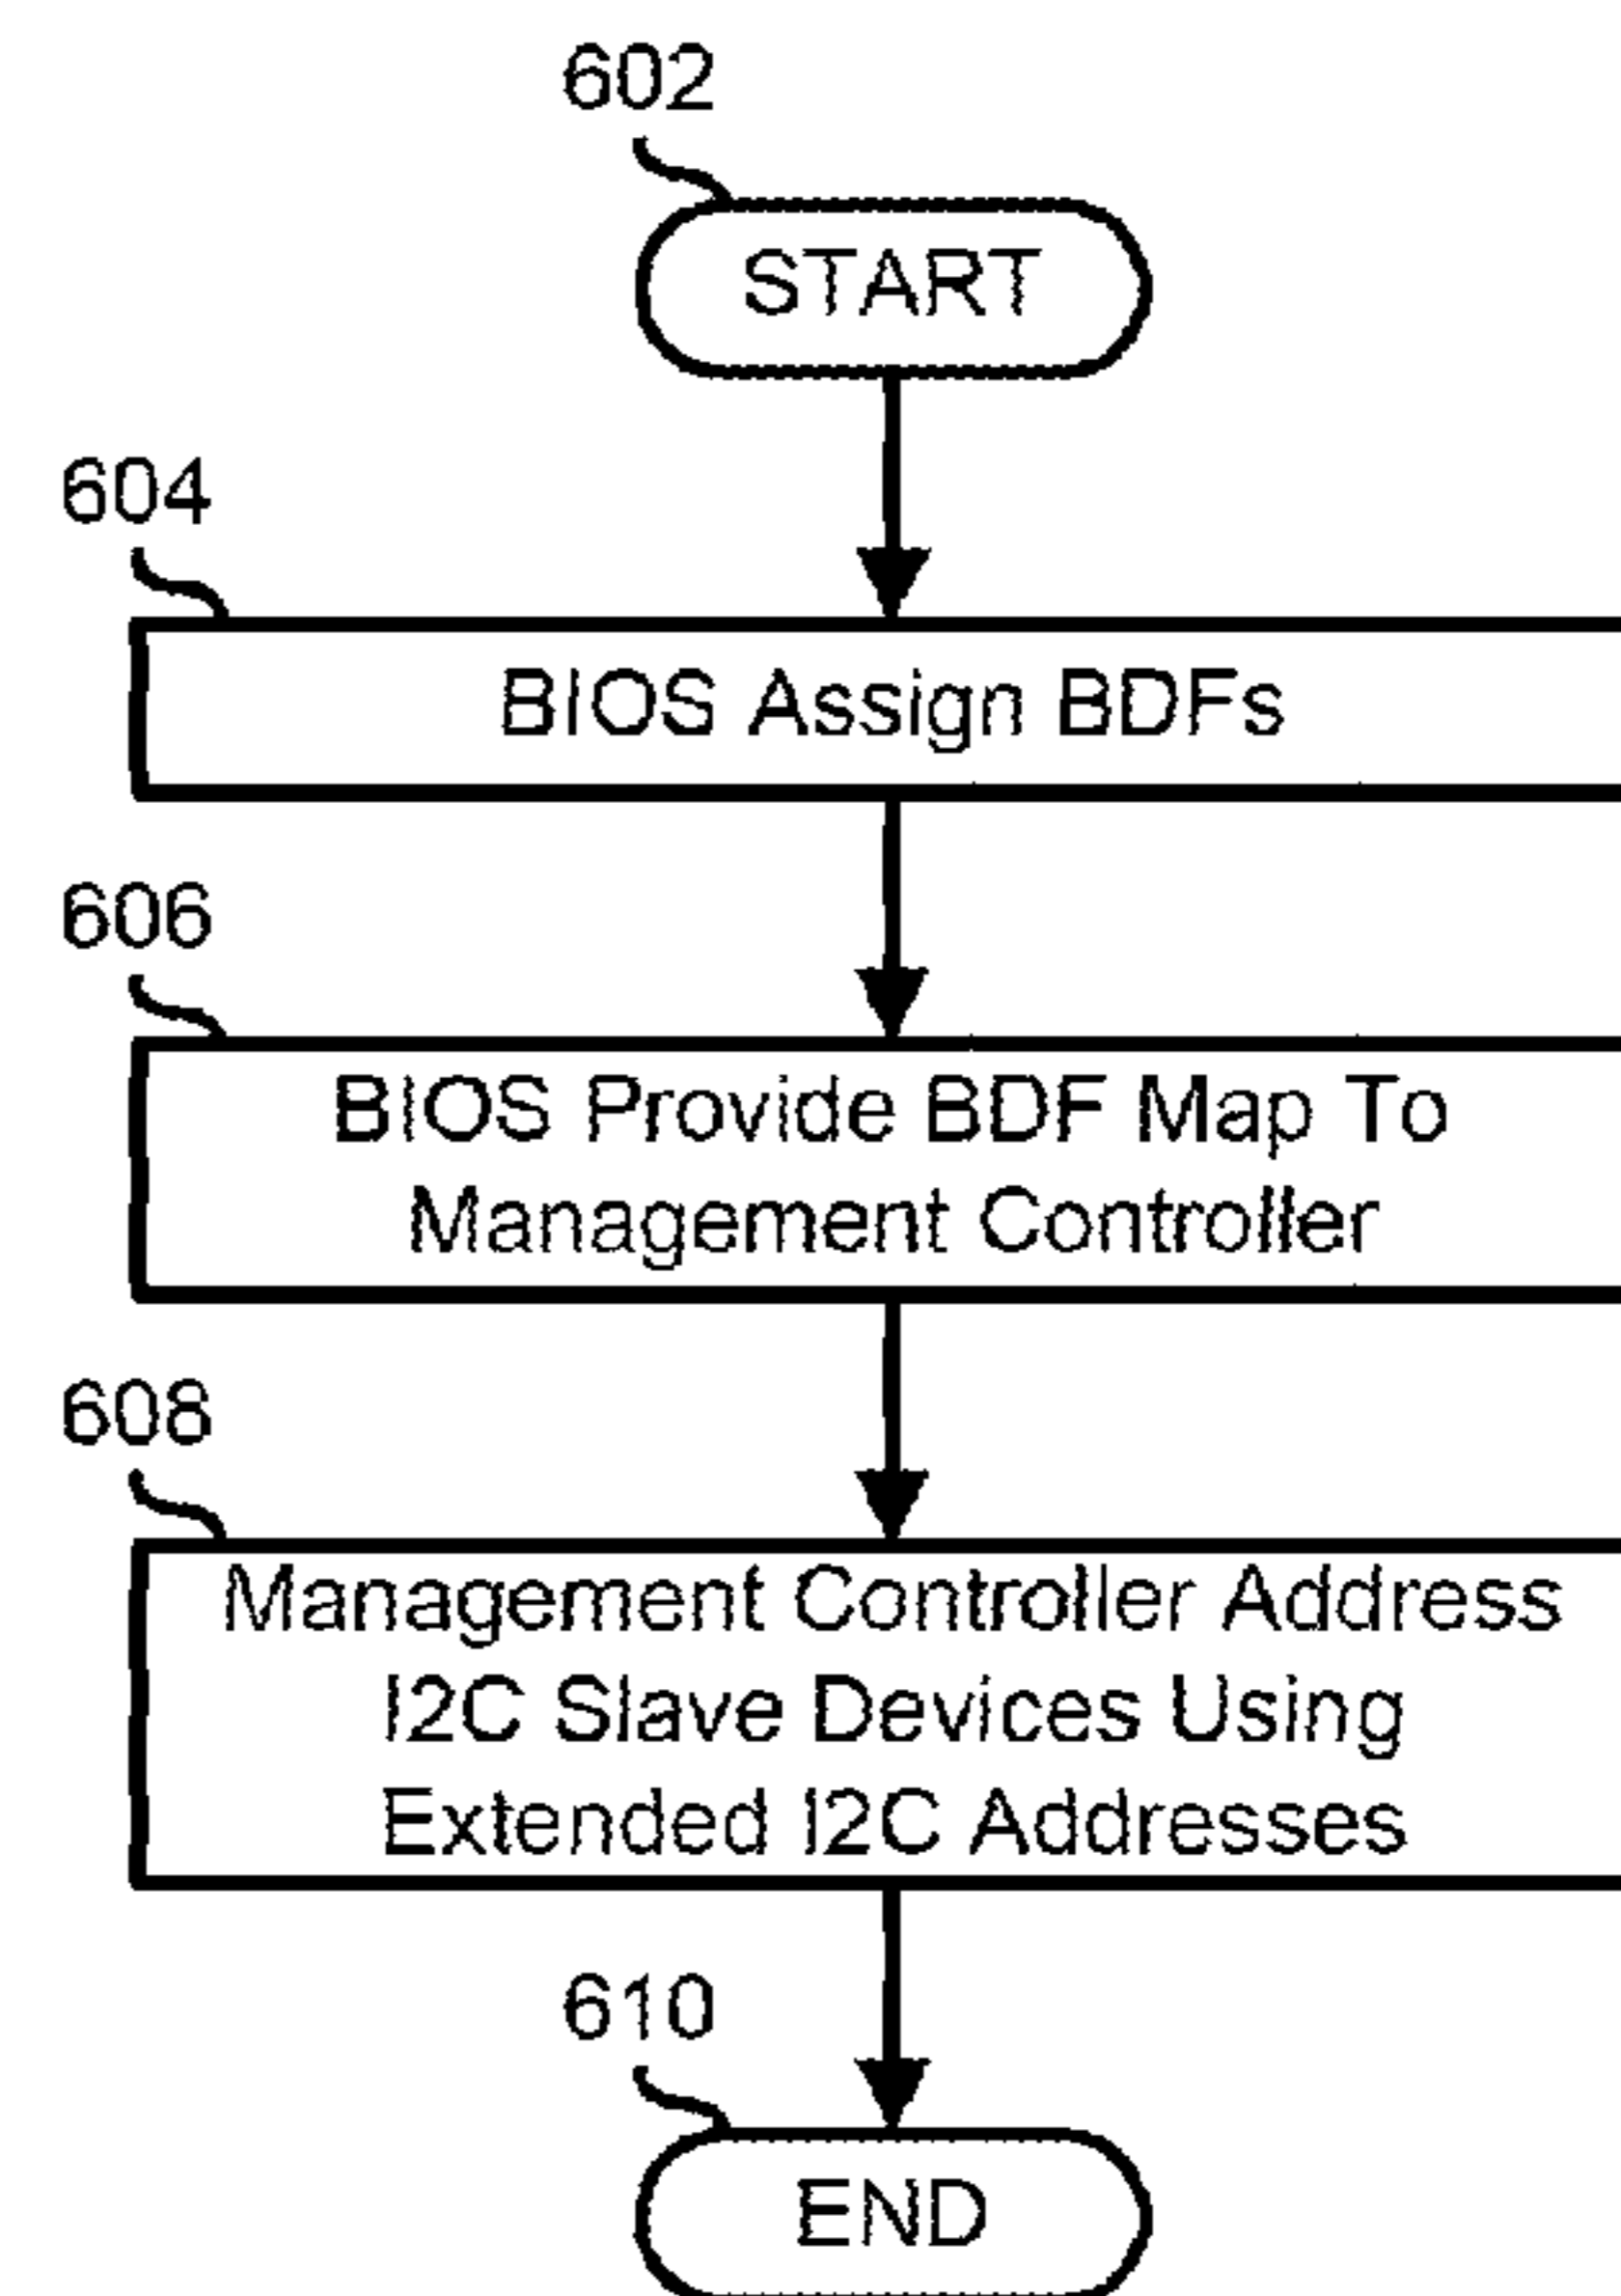 602
START
604
BIOS Assign BDFs
606
BIOS Provide BDF Map To
Management Controller
608
Management Controller Address
I2C Slave Devices Using
Extended I2C Addresses
610
END